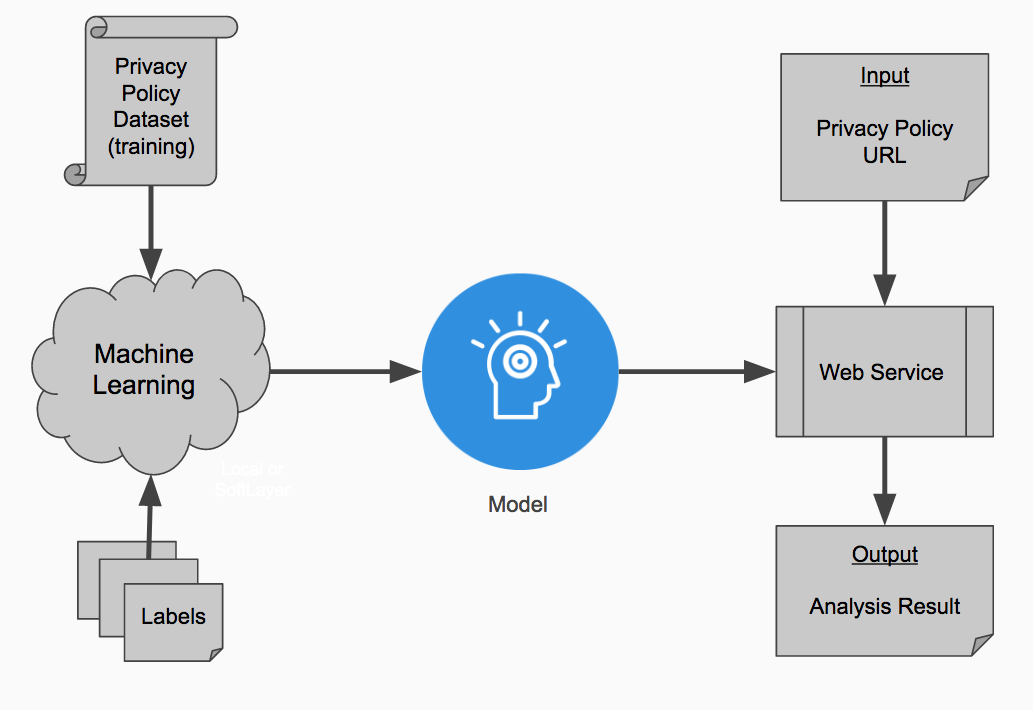 Privacy
Policy
Dataset
(training)
Input
Privacy Policy
URL
Machine
Learning
Web Service
Local or
SoftLayer
Model
Output
Analysis Result
Labels